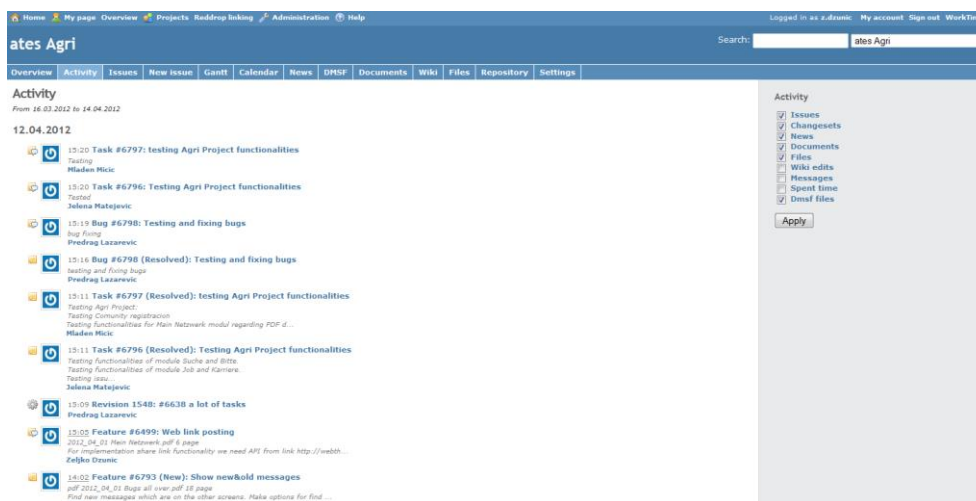 Home My page Overview Projects Reddrop linking Administration Help
Logged in as z.dzunic My account Sign out WorkTim
ates Agri
Search: ates Agri
Overview Activity Issues New issue Gantt Calendar News DMSF Documents Wiki Files Repository Settings
Activity
From 16.03.2012 to 14.04.2012
12.04.2012
15:20 Task #6797: testing Agri Project functionalities
Testing
Mladen Micic
15:20 Task #6796: Testing Agri Project functionalities
Tested
Jelena Matejevic
15:19 Bug #6798: Testing and fixing bugs
bug fixing
Predrag Lazarevic
15:16 Bug #6798 (Resolved): Testing and fixing bugs
testing and fixing bugs
Predrag Lazarevic
15:11 Task #6797 (Resolved): testing Agri Project functionalities
Testing Agri Project:
Testing Comunity registracion
Testing functionalities for Main Netzwerk modul regarding PDF d...
Mladen Micic
15:11 Task #6796 (Resolved): Testing Agri Project functionalities
Testing functionalities of module Suche and Bitte.
Testing functionalities of module Job and Karriere.
Testing issu...
Jelena Matejevic
15:09 Revision 1548: #6638 a lot of tasks
Predrag Lazarevic
15:05 Feature #6499: Web link posting
2012_04_01 Mein Netzwerk.pdf 6 page
For implementation share link functionality we need API from link http://webth...
Zeljko Dzunic
14:02 Feature #6793 (New): Show new&old messages
pdf 2012_04_01 Bugs all over.pdf 18 page
Find new messages which are on the other screens. Make options for find ...
Activity
Issues
Changesets
News
Documents
Files
Wiki edits
Messages
Spent time
Dmsf files
Apply